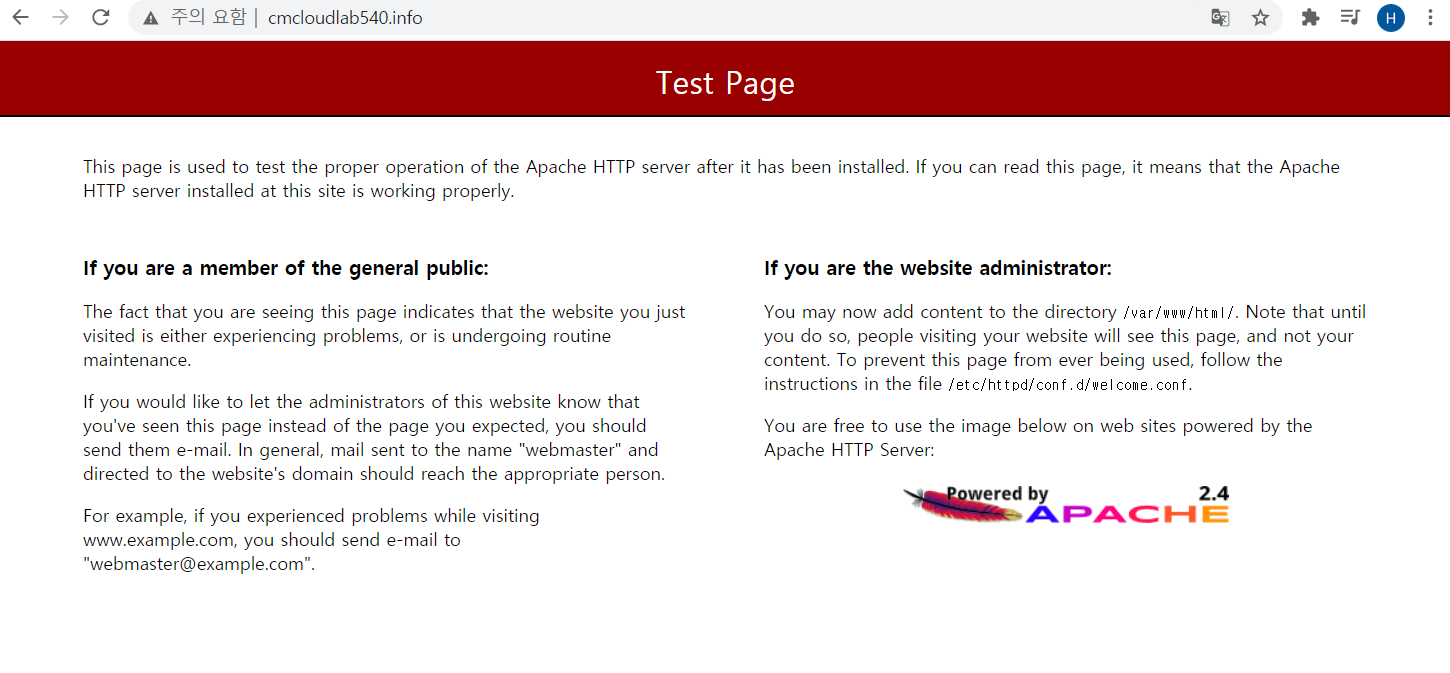 주의 요함 | cmcloudlab540.info
H
Test Page
This page is used to test the proper operation of the Apache HTTP server after it has been installed. If you can read this page, it means that the Apache
HTTP server installed at this site is working properly.
If you are a member of the general public:
The fact that you are seeing this page indicates that the website you just
visited is either experiencing problems, or is undergoing routine
maintenance.
If you would like to let the administrators of this website know that
you've seen this page instead of the page you expected, you should
send them e-mail. In general, mail sent to the name "webmaster" and
directed to the website's domain should reach the appropriate person.
For example, if you experienced problems while visiting
www.example.com, you should send e-mail to
"webmaster@example.com".
If you are the website administrator:
You may now add content to the directory /var/www/html/. Note that until
you do so, people visiting your website will see this page, and not your
content. To prevent this page from ever being used, follow the
instructions in the file /etc/httpd/conf.d/welcome.conf.
You are free to use the image below on web sites powered by the
Apache HTTP Server:
Powered by 2.4
APACHE